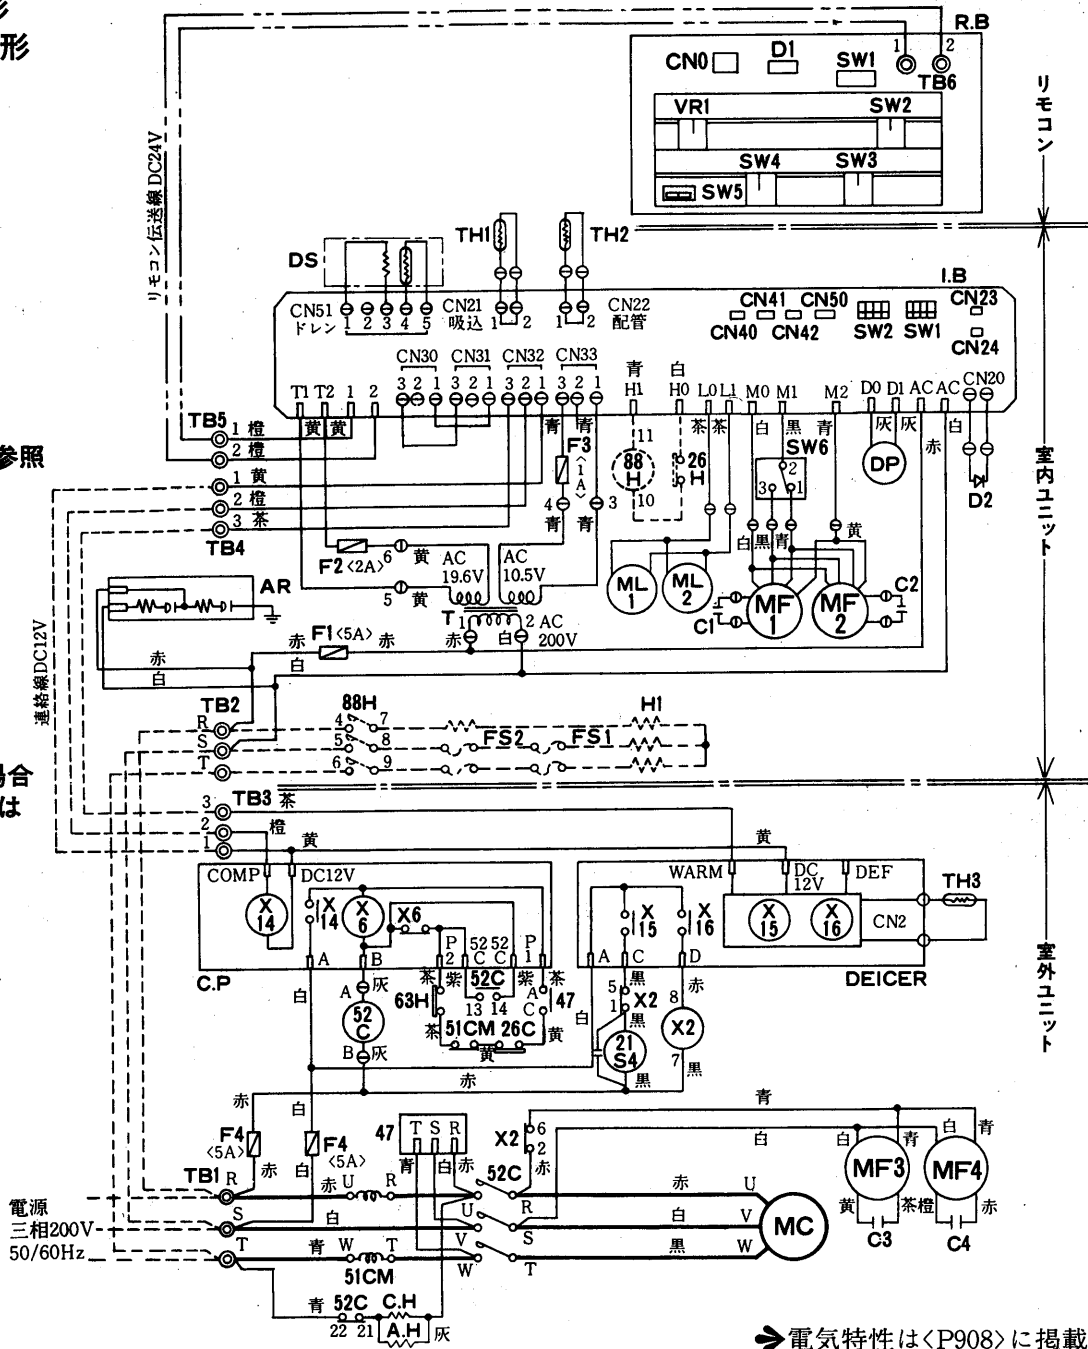 形
形
R.B
1
2
CN0
D1
SW1
TB6
VR1
SW2
SW4
SW3
SW5
リモコン
リモコン伝送線DC24V
DS
TH1
TH2
I.B
CN51
ドレン
1 2 3 4 5
CN21
吸込 1 2
CN22
1 2 配管
CN41
CN50
CN40
CN42
SW2
SW1
CN23
CN24
CN30
CN31
CN32
CN33
3 2 1
3 2 1
3 2 1
3 2 1
青
H1
白
H0
L0 L1
M0
M1
M2
D0 D1
AC AC
CN20
T1 T2 1 2
黄 黄
TB5
1 橙
2 橙
参照
1 黄
2 橙
3 茶
TB4
青 青
F3
〈1A〉
4
3
青 青
11
88
H
10
26
H
茶 茶
白
黒
青
SW6
2
3
1
灰 灰
DP
赤
白
D2
室内ユニット
F2〈2A〉
6
黄
5 黄
AC
19.6V
AC
10.5V
T
1
2 AC
200V
赤 白
ML
1
ML
2
白 黒 青
黄
C1
MF
1
MF
2
C2
AR
赤
白
赤 F1〈5A〉 赤
白
連絡線DC12V
TB2
R
S
T
88H
4 7
5 8
6 9
FS2
FS1
H1
場合
は
TB3
3
2
1
茶
橙
黄
黄
COMP
DC12V
X
14
X
14
X
6
X6
A
B
P
2
52
C
52
C
P
1
C.P
WARM
DC
12V
DEF
TH3
X
15
X
16
X
15
X
16
CN2
A
C
D
DEICER
室外ユニット
白
A 灰
52
C
B 灰
茶 紫
52C
紫 茶
63H
13 14
A
C
47
茶
51CM 26C
黄
黄
白
黒
5
1
X2
黒
21
S4
黒
赤
8
X2
7
黒
赤
赤
白
青
白
F4
〈5A〉
赤
F4
〈5A〉
白
47
T S R
青 白 赤
X2
6
2
赤
52C
白
青
白
青
MF3
MF4
黄
茶
橙
赤
C3
C4
TB1
R
S
T
電源
三相200V
50/60Hz
赤 U R
白
青 W T
51CM
U
V
W
R
S
T
赤 U
白 V
黒 W
MC
青
52C
22 21
C.H
A.H
灰
➔電気特性は〈P908〉に掲載